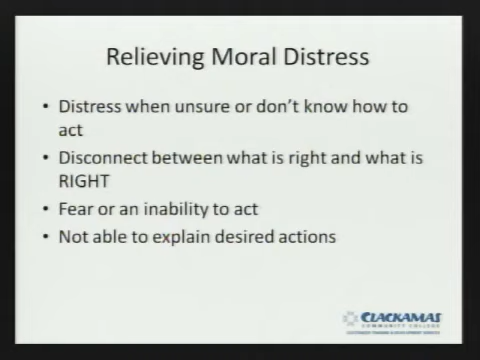 Relieving Moral Distress
• Distress when unsure or don't know how to
act
• Disconnect between what is right and what is
RIGHT
• Fear or an inability to act
• Not able to explain desired actions
CLACKAMAS
COMMUNITY COLLEGE